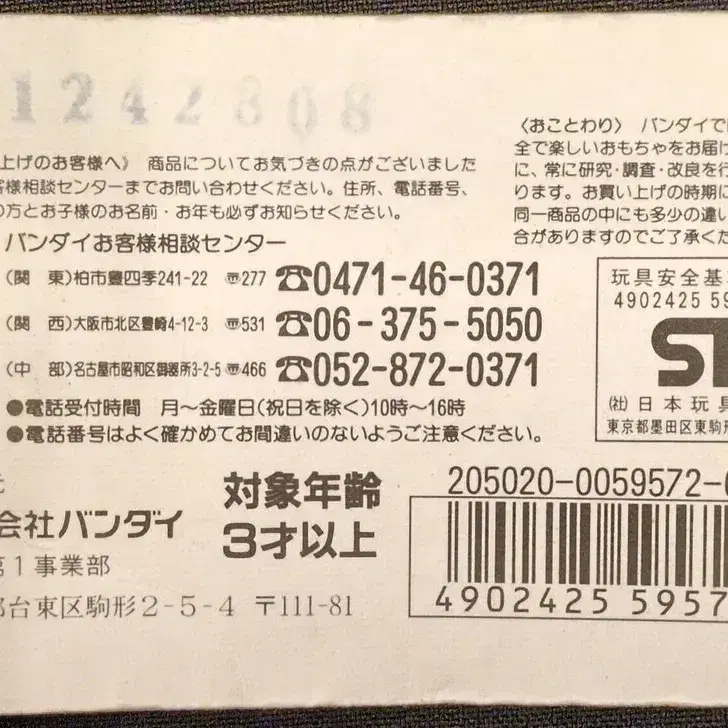 1242808
上げのお客様へ》 商品についてお気づきの点がございました
客様相談センターまでお問い合わせください。住所、電話番号、
の方とお子様のお名前・お年も必ずお知らせください。
バンダイお客様相談センター
(関 東)柏市豊四季241-22 〒277 ☎0471-46-0371
(関 西)大阪市北区豊崎4-12-3 〒531 ☎06-375-5050
(中 部)名古屋市昭和区御器所3-2-5 〒466 ☎052-872-0371
●電話受付時間 月〜金曜日(祝日を除く)10時〜16時
●電話番号はよく確かめてお間違いのないようご注意ください。
〈おことわり〉 バンダイで
全で楽しいおもちゃをお届け
に、常に研究・調査・改良を行
ります。お買い上げの時期に
同一商品の中にも多少の違い
合がありますのでご了承くだ
玩具安全基
4902425 59
ST
(社)日本玩具
東京都墨田区東駒形
元
会社バンダイ
第1事業部
都台東区駒形2-5-4 〒111-81
対象年齢
3才以上
205020-0059572-
4902425 5957